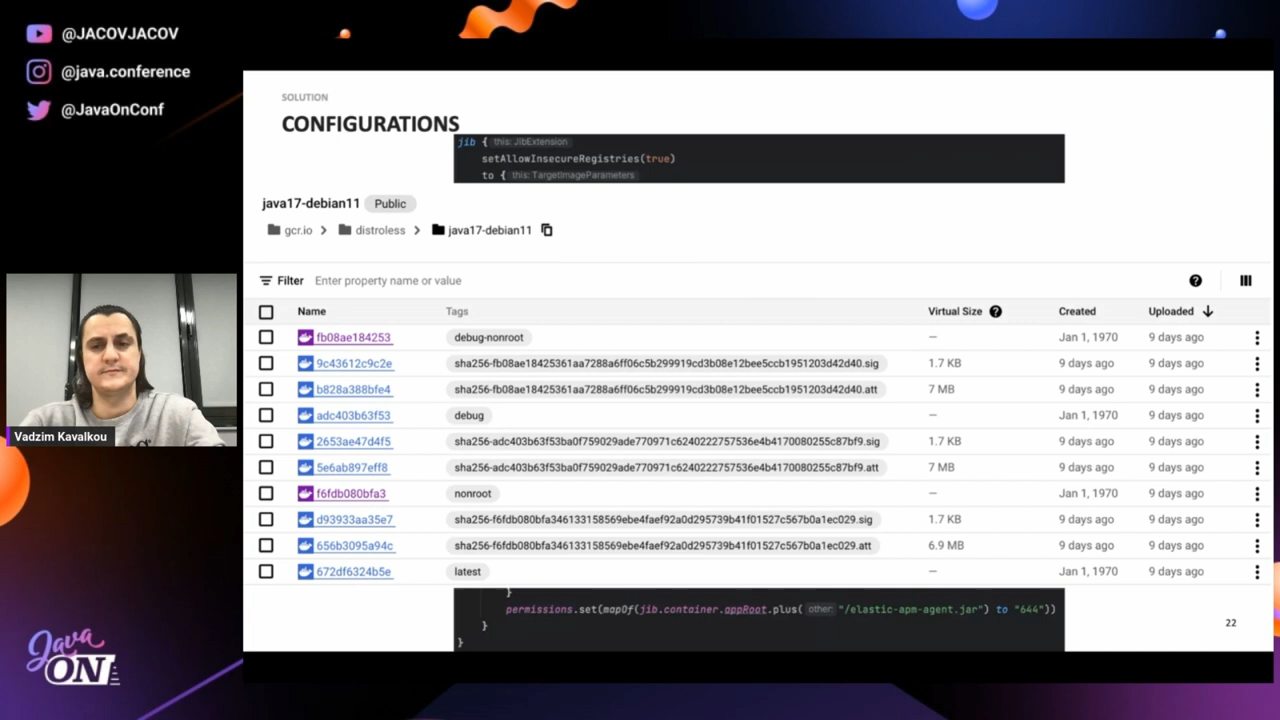 @JACOVJACOV
@java.conference
@JavaOnConf
SOLUTION
CONFIGURATIONS
jib { this: JibExtension
setAllowInsecureRegistries(true)
to { this: TargetImageParameters
java17-debian11 Public
gcr.io > distroless > java17-debian11
Filter Enter property name or value
Name Tags Virtual Size Created Uploaded
fb08ae184253 debug-nonroot — Jan 1, 1970 9 days ago
9c43612c9c2e sha256-fb08ae18425361aa7288a6ff06c5b299919cd3b08e12bee5ccb1951203d42d40.sig 1.7 KB 9 days ago 9 days ago
b828a388bfe4 sha256-fb08ae18425361aa7288a6ff06c5b299919cd3b08e12bee5ccb1951203d42d40.att 7 MB 9 days ago 9 days ago
adc403b63f53 debug — Jan 1, 1970 9 days ago
2653ae47d4f5 sha256-adc403b63f53ba0f759029ade770971c6240222757536e4b4170080255c87bf9.sig 1.7 KB 9 days ago 9 days ago
5e6ab897eff8 sha256-adc403b63f53ba0f759029ade770971c6240222757536e4b4170080255c87bf9.att 7 MB 9 days ago 9 days ago
f6fdb080bfa3 nonroot — Jan 1, 1970 9 days ago
d93933aa35e7 sha256-f6fdb080bfa346133158569ebe4faef92a0d295739b41f01527c567b0a1ec029.sig 1.7 KB 9 days ago 9 days ago
656b3095a94c sha256-f6fdb080bfa346133158569ebe4faef92a0d295739b41f01527c567b0a1ec029.att 6.9 MB 9 days ago 9 days ago
672df6324b5e latest — Jan 1, 1970 9 days ago
}
permissions.set(mapOf(jib.container.appRoot.plus( other: "/elastic-apm-agent.jar") to "644"))
}
}
22
Vadzim Kavalkou
Java
ON